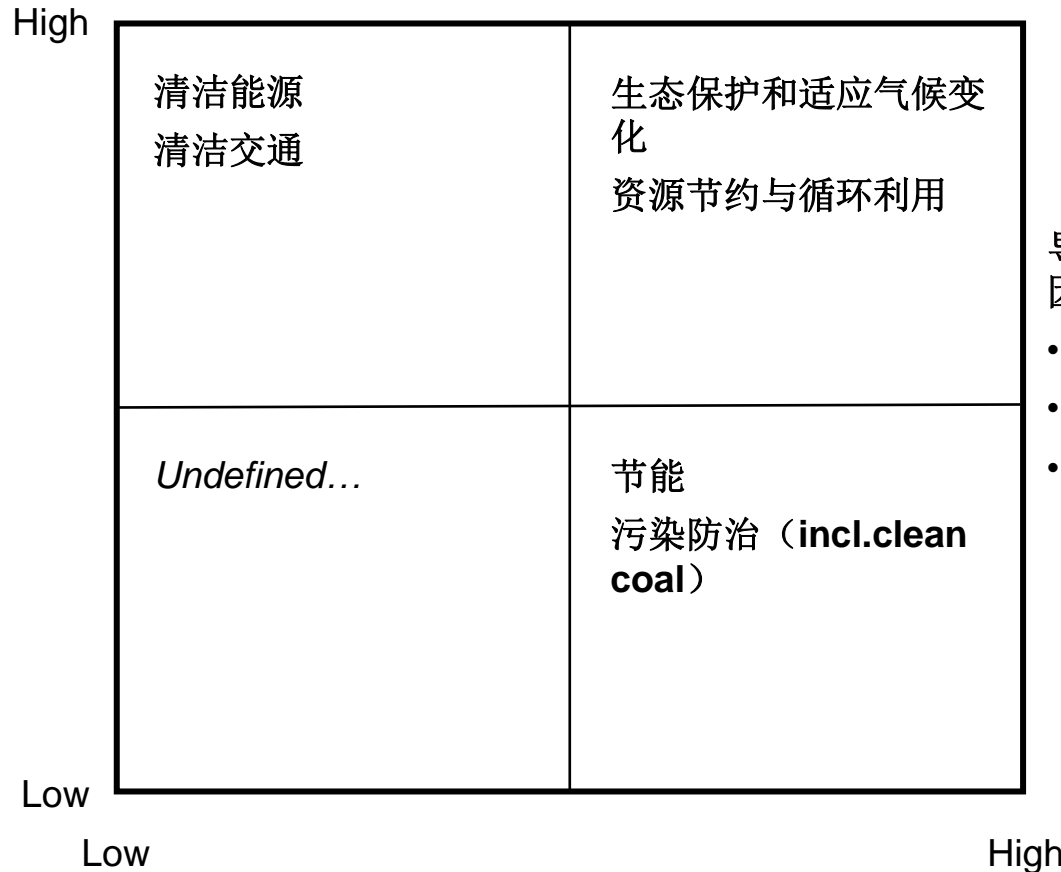 High
清洁能源
清洁交通
生态保护和适应气候变
化
资源节约与循环利用
Undefined…
节能
污染防治（incl.clean
coal）
•
•
•
Low
Low
High